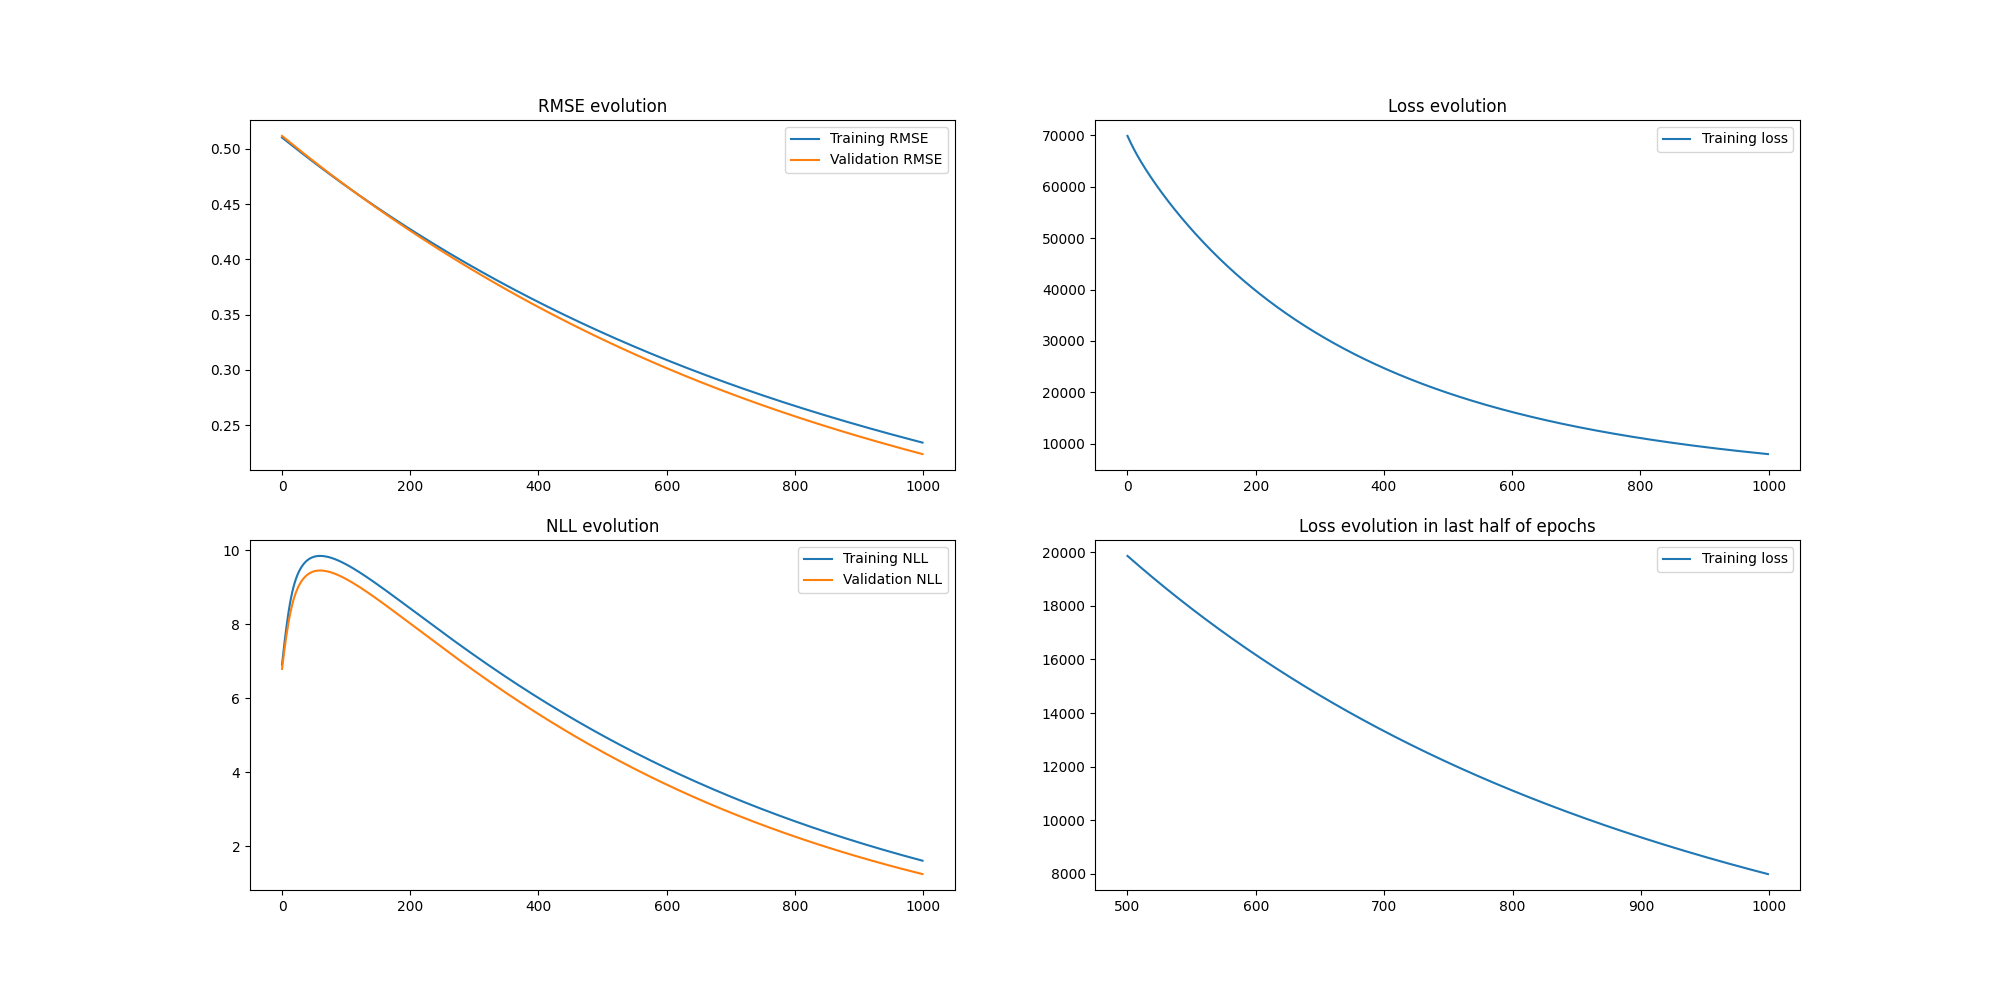 RMSE evolution
0.50
0.45
0.40
0.35
0.30
0.25
0 200 400 600 800 1000
Training RMSE
Validation RMSE
Loss evolution
70000
60000
50000
40000
30000
20000
10000
0 200 400 600 800 1000
Training loss
NLL evolution
10
8
6
4
2
0 200 400 600 800 1000
Training NLL
Validation NLL
Loss evolution in last half of epochs
20000
18000
16000
14000
12000
10000
8000
500 600 700 800 900 1000
Training loss